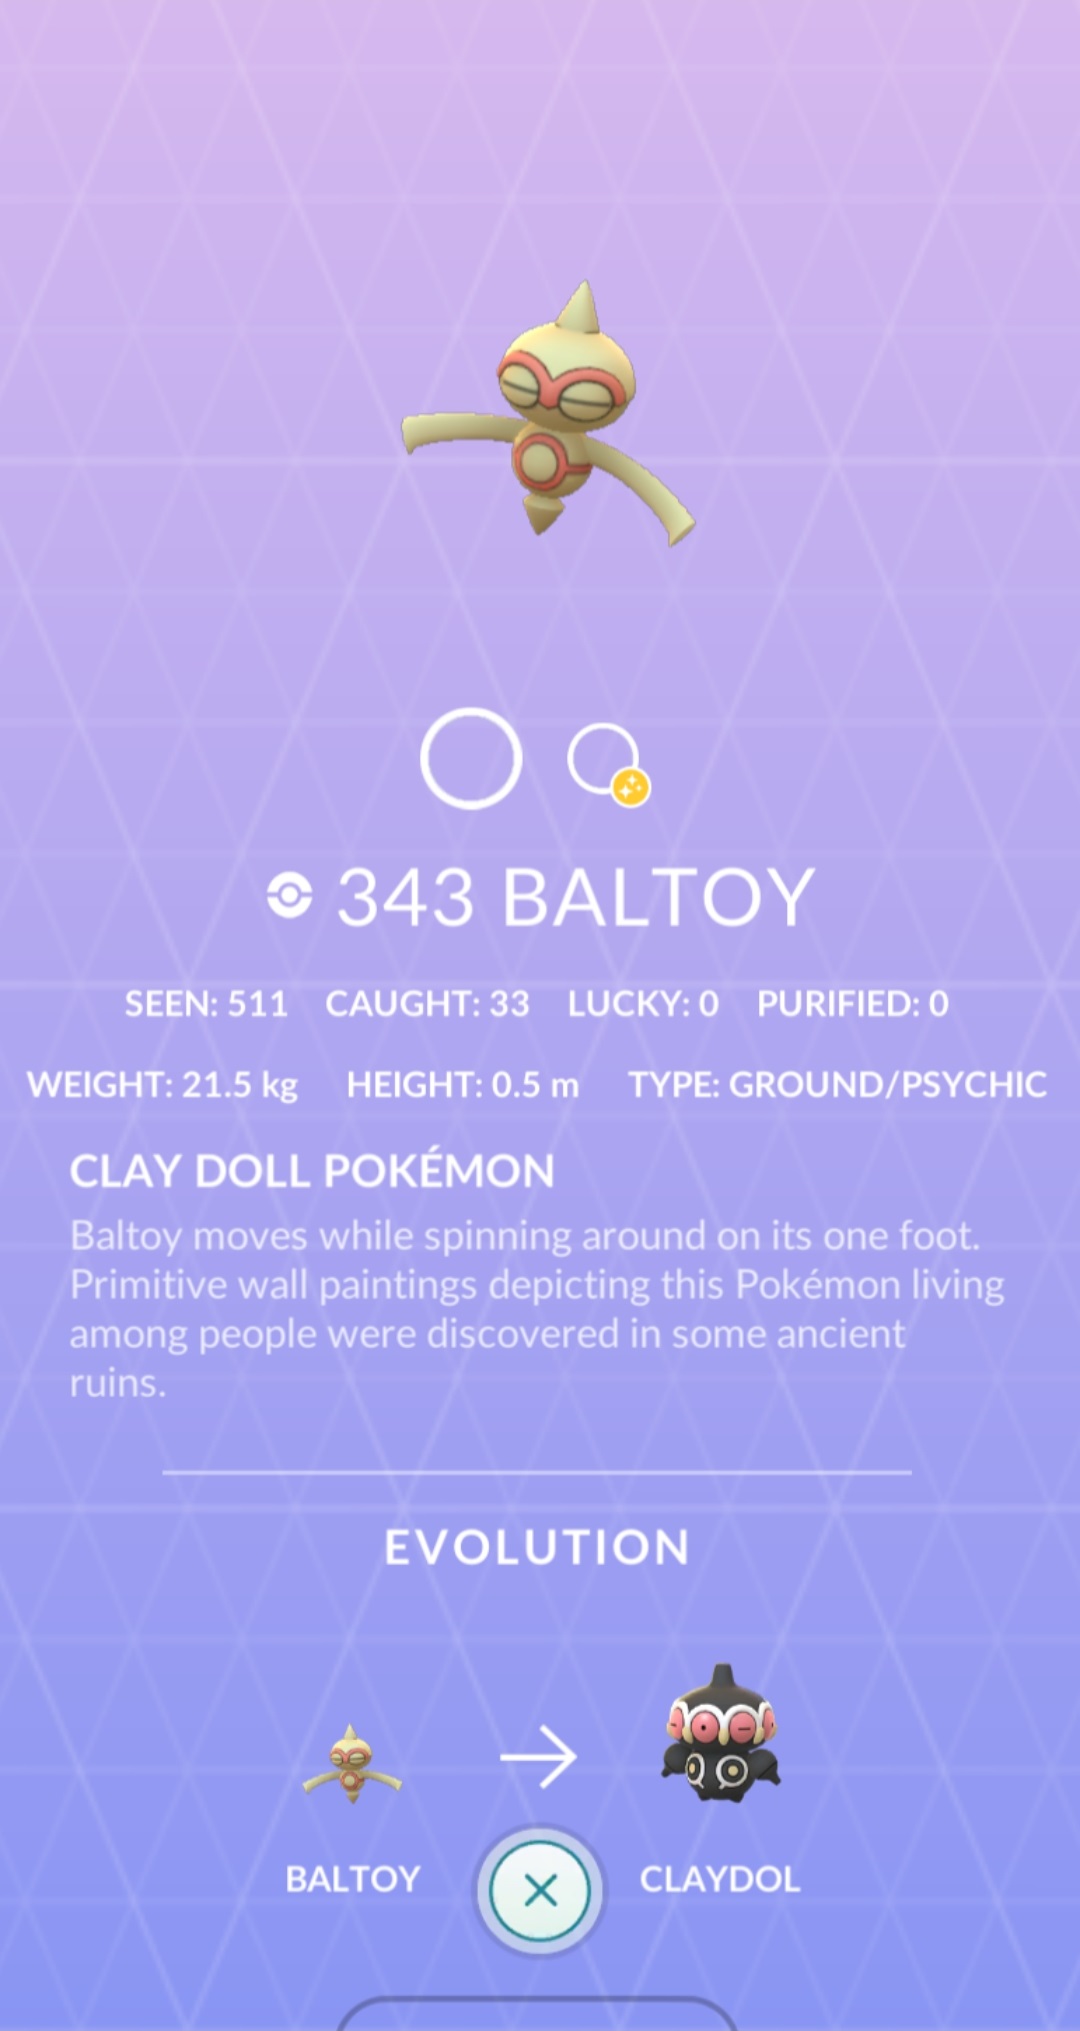 343 BALTOY
SEEN: 511 CAUGHT: 33 LUCKY: 0 PURIFIED: 0
WEIGHT: 21.5 kg HEIGHT: 0.5 m TYPE: GROUND/PSYCHIC
CLAY DOLL POKÉMON
Baltoy moves while spinning around on its one foot.
Primitive wall paintings depicting this Pokémon living
among people were discovered in some ancient
ruins.
EVOLUTION
BALTOY CLAYDOL